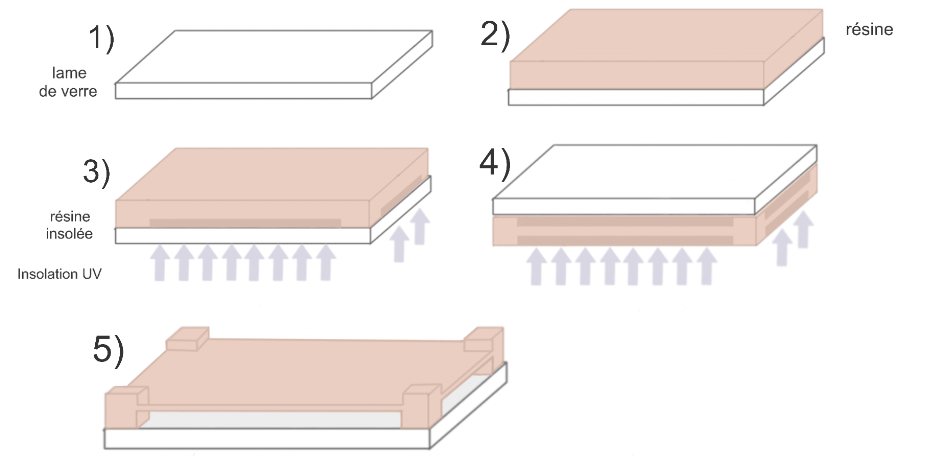 1)
lame
de verre
2)
résine
3)
résine
insolée
Insolation UV
4)
5)